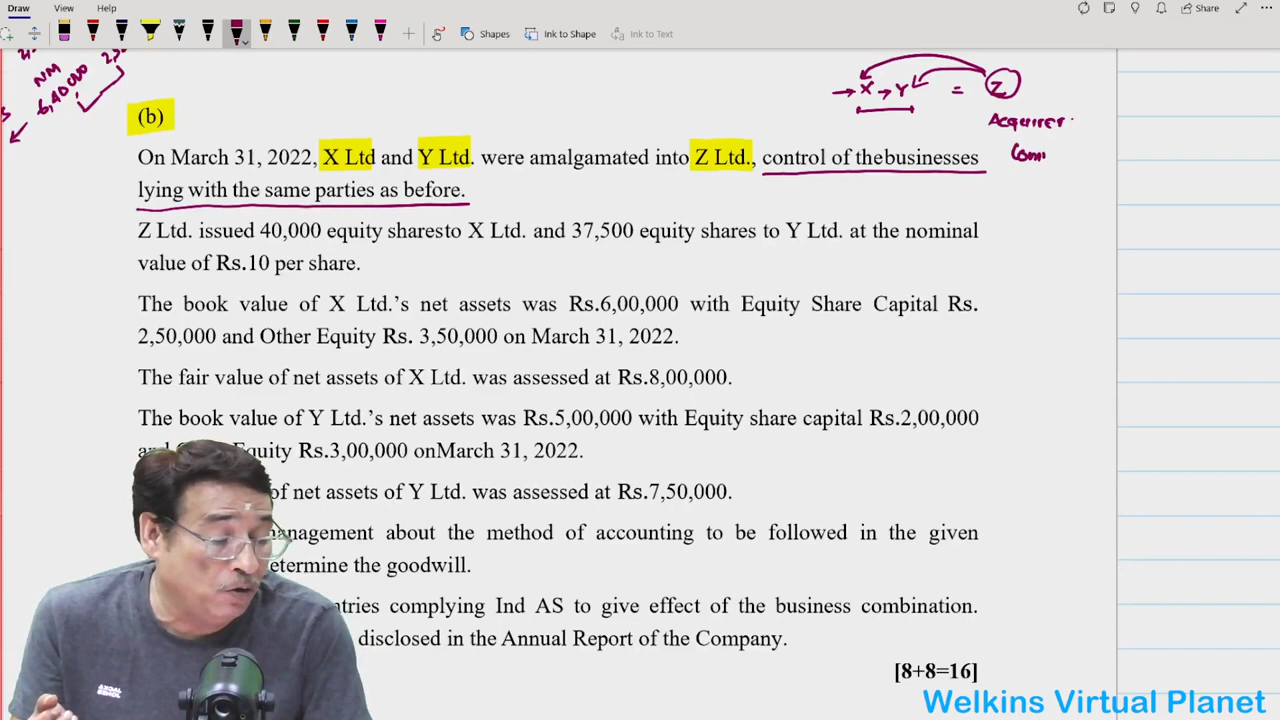 Draw View Help
Share
Shapes Ink to Shape Ink to Text
NM
6,40000
→ X → Y = Z
Acquirer
(b)
On March 31, 2022, X Ltd and Y Ltd. were amalgamated into Z Ltd., control of thebusinesses
lying with the same parties as before.
Z Ltd. issued 40,000 equity sharesto X Ltd. and 37,500 equity shares to Y Ltd. at the nominal
value of Rs.10 per share.
The book value of X Ltd.'s net assets was Rs.6,00,000 with Equity Share Capital Rs.
2,50,000 and Other Equity Rs. 3,50,000 on March 31, 2022.
The fair value of net assets of X Ltd. was assessed at Rs.8,00,000.
The book value of Y Ltd.'s net assets was Rs.5,00,000 with Equity share capital Rs.2,00,000
Equity Rs.3,00,000 onMarch 31, 2022.
of net assets of Y Ltd. was assessed at Rs.7,50,000.
management about the method of accounting to be followed in the given
etermine the goodwill.
ntries complying Ind AS to give effect of the business combination.
disclosed in the Annual Report of the Company.
[8+8=16]
Welkins Virtual Planet